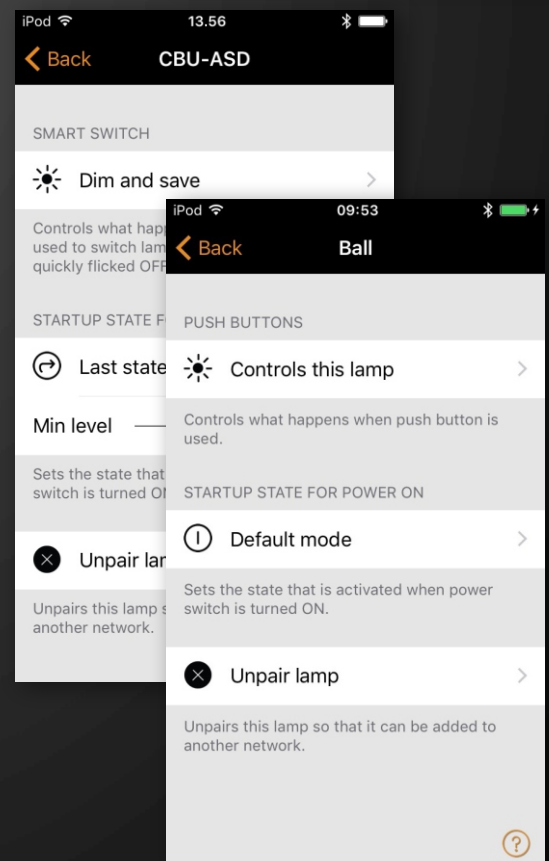 iPod 13.56
Back CBU-ASD
SMART SWITCH
Dim and save
Controls what hap
used to switch lam
quickly flicked OFF
STARTUP STATE F
Last state
Min level
Sets the state that
switch is turned O
Unpair lar
Unpairs this lamp s
another network.
iPod 09:53
Back Ball
PUSH BUTTONS
Controls this lamp
Controls what happens when push button is
used.
STARTUP STATE FOR POWER ON
Default mode
Sets the state that is activated when power
switch is turned ON.
Unpair lamp
Unpairs this lamp so that it can be added to
another network.
?